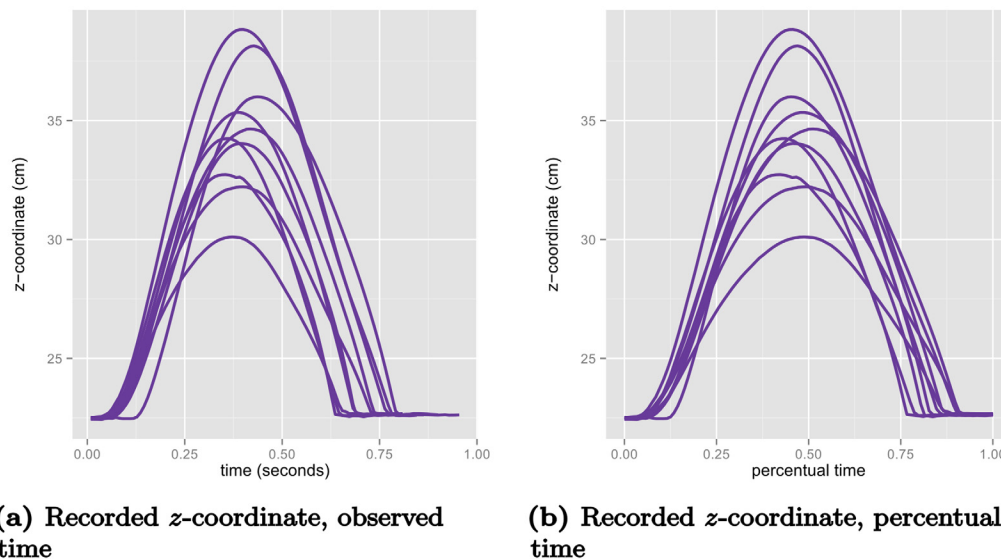 z−coordinate (cm)
35
30
25
0.00 0.25 0.50 0.75 1.00
time (seconds)
z−coordinate (cm)
35
30
25
0.00 0.25 0.50 0.75 1.00
percentual time
(a) Recorded z-coordinate, observed
time
(b) Recorded z-coordinate, percentual
time